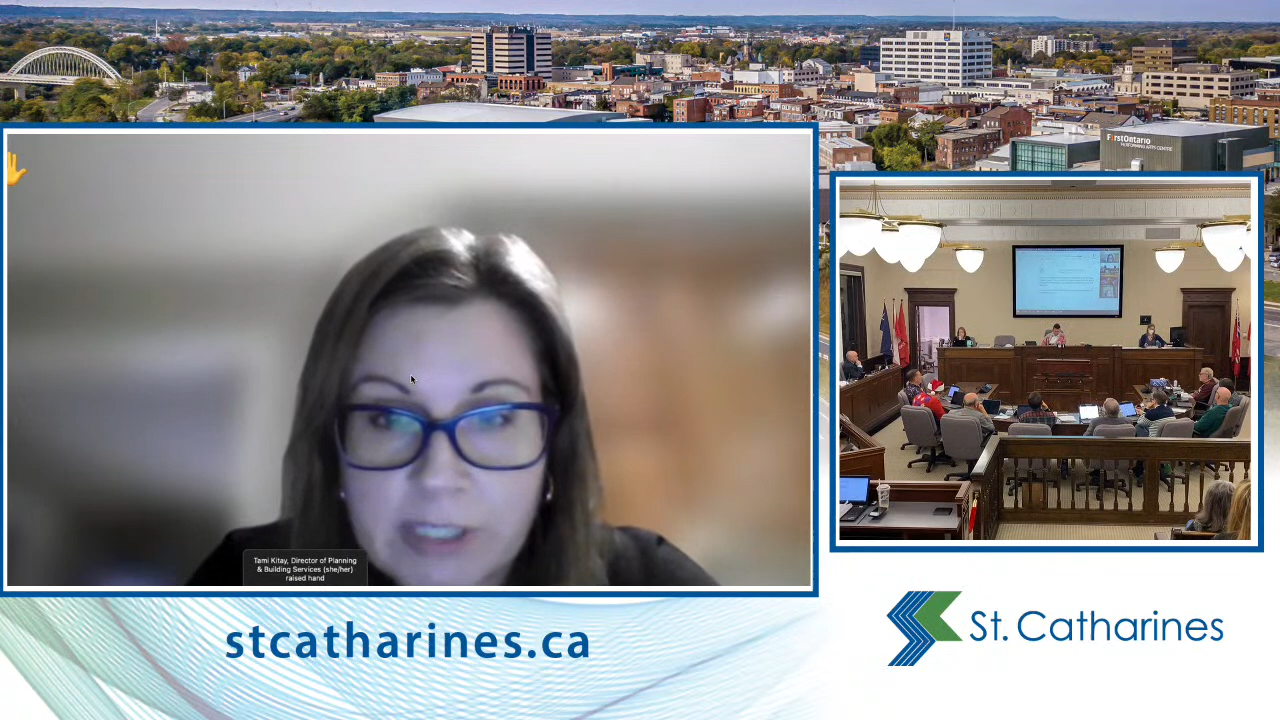 FirstOntario
PERFORMING ARTS CENTRE
Tami Kitay, Director of Planning
& Building Services (she/her)
raised hand
stcatharines.ca
St. Catharines